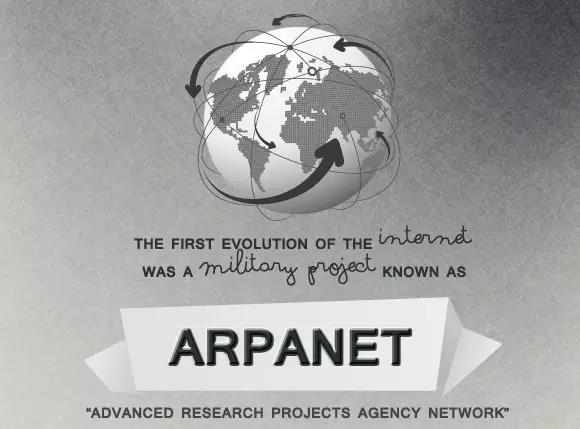 THE FIRST EVOLUTION OF THE internet
WAS A military project KNOWN AS
ARPANET
“ADVANCED RESEARCH PROJECTS AGENCY NETWORK”